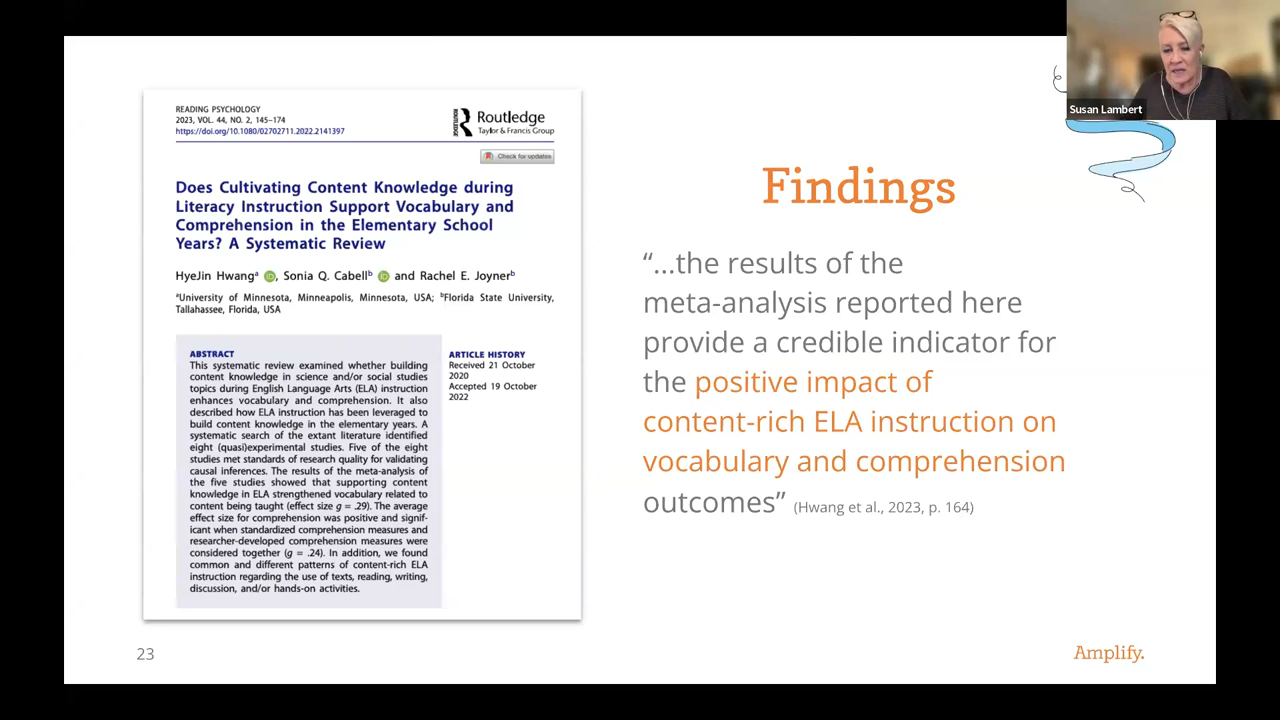 READING PSYCHOLOGY
2023, VOL. 44, NO. 2, 145–174
https://doi.org/10.1080/02702711.2022.2141397
Routledge
Taylor & Francis Group
Check for updates
Does Cultivating Content Knowledge during
Literacy Instruction Support Vocabulary and
Comprehension in the Elementary School
Years? A Systematic Review
HyeJin Hwangᵃ iD, Sonia Q. Cabellᵇ iD and Rachel E. Joynerᵇ
ᵃUniversity of Minnesota, Minneapolis, Minnesota, USA; ᵇFlorida State University,
Tallahassee, Florida, USA
ABSTRACT
This systematic review examined whether building
content knowledge in science and/or social studies
topics during English Language Arts (ELA) instruction
enhances vocabulary and comprehension. It also
described how ELA instruction has been leveraged to
build content knowledge in the elementary years. A
systematic search of the extant literature identified
eight (quasi)experimental studies. Five of the eight
studies met standards of research quality for validating
causal inferences. The results of the meta-analysis of
the five studies showed that supporting content
knowledge in ELA strengthened vocabulary related to
content being taught (effect size g = .29). The average
effect size for comprehension was positive and signif-
icant when standardized comprehension measures and
researcher-developed comprehension measures were
considered together (g = .24). In addition, we found
common and different patterns of content-rich ELA
instruction regarding the use of texts, reading, writing,
discussion, and/or hands-on activities.
ARTICLE HISTORY
Received 21 October
2020
Accepted 19 October
2022
Susan Lambert
Findings
“...the results of the
meta-analysis reported here
provide a credible indicator for
the positive impact of
content-rich ELA instruction on
vocabulary and comprehension
outcomes” (Hwang et al., 2023, p. 164)
23
Amplify.